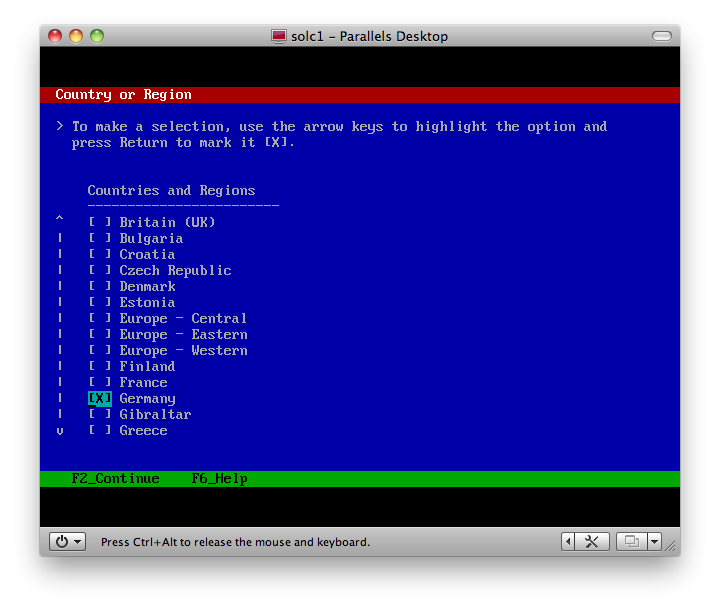 solc1 – Parallels Desktop
Country or Region
> To make a selection, use the arrow keys to highlight the option and
press Return to mark it [X].
Countries and Regions
------------------------
^ [ ] Britain (UK)
| [ ] Bulgaria
| [ ] Croatia
| [ ] Czech Republic
| [ ] Denmark
| [ ] Estonia
| [ ] Europe - Central
| [ ] Europe - Eastern
| [ ] Europe - Western
| [ ] Finland
| [ ] France
| [X] Germany
| [ ] Gibraltar
v [ ] Greece
F2_Continue F6_Help
Press Ctrl+Alt to release the mouse and keyboard.